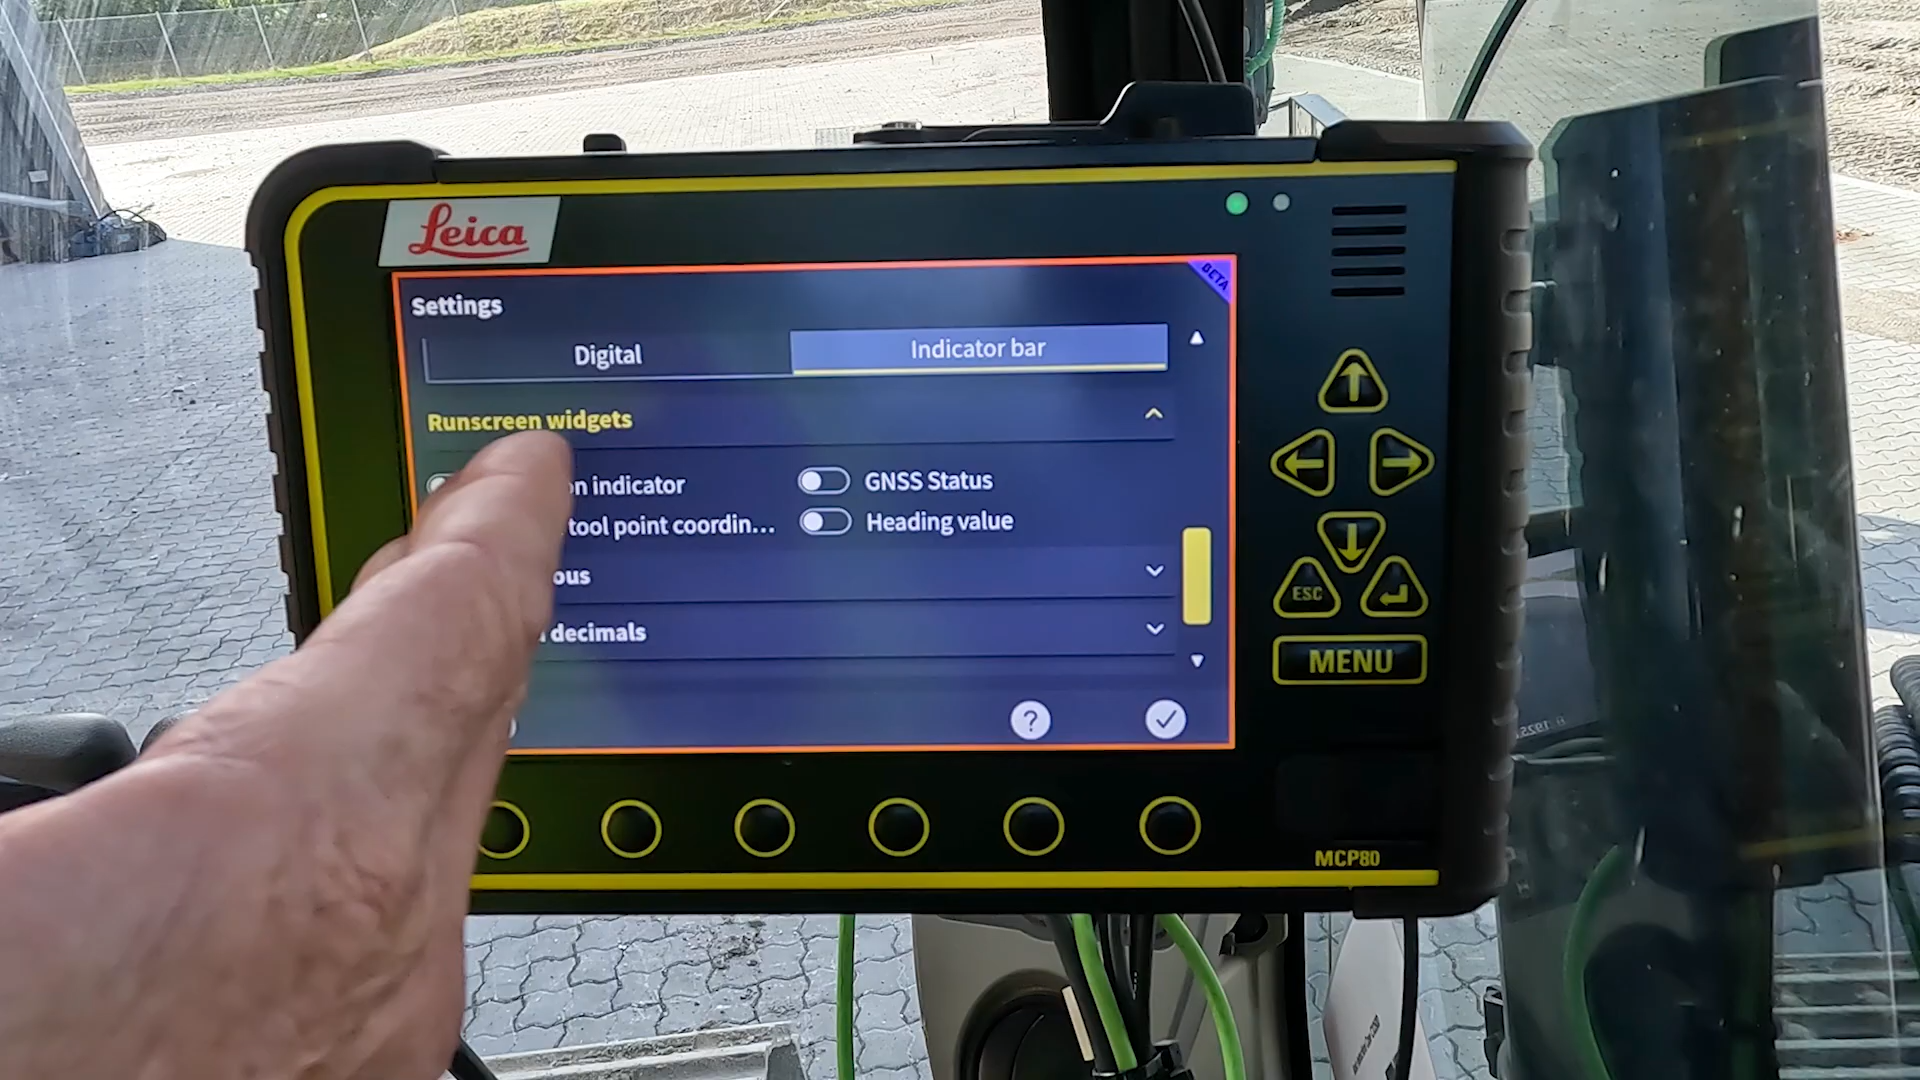 Leica
BETA
Settings
Digital
Indicator bar
Runscreen widgets
indicator
GNSS Status
tool point coordin...
Heading value
decimals
?
ESC
MENU
MCP80